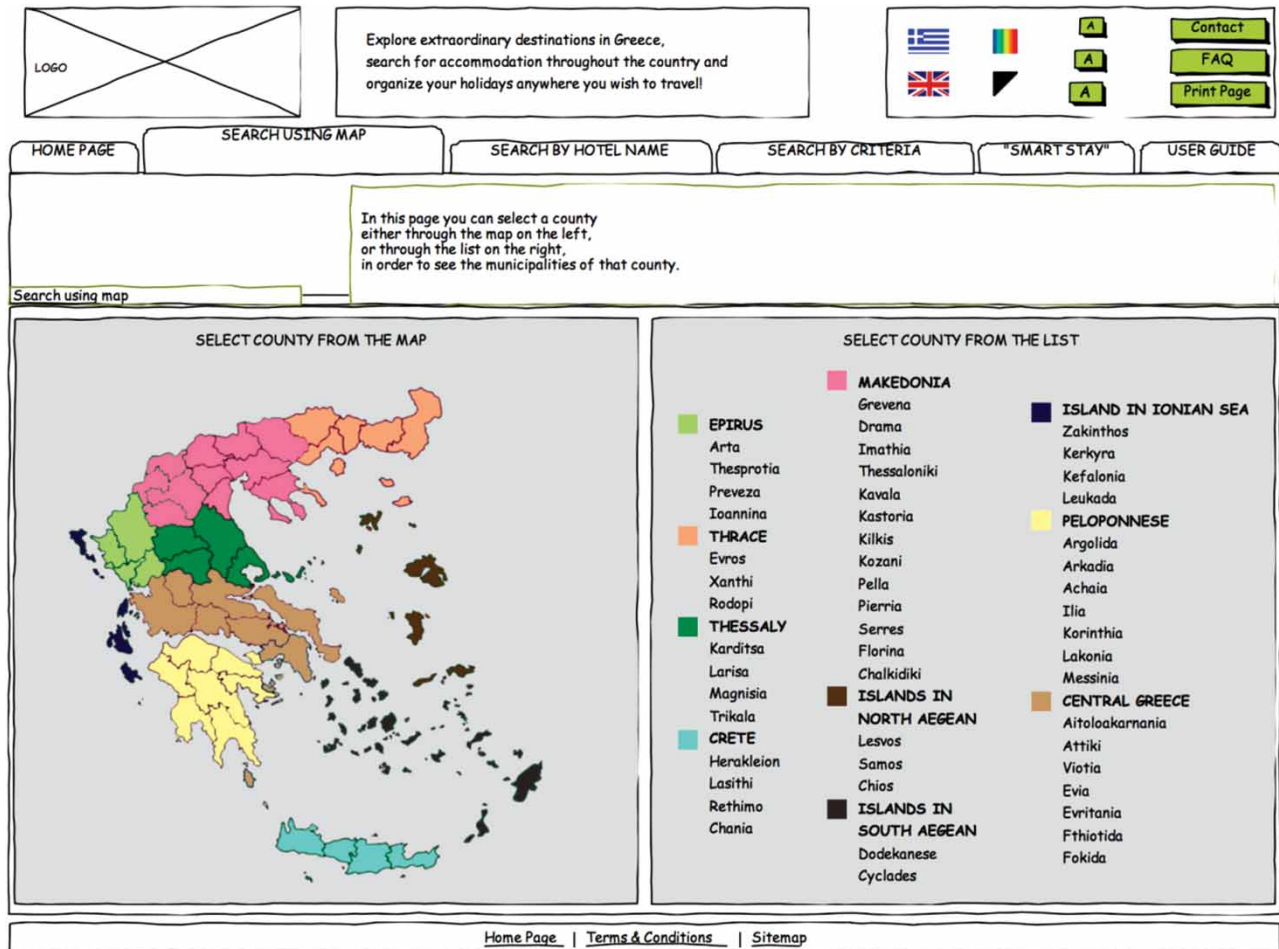 LOGO
Explore extraordinary destinations in Greece,
search for accommodation throughout the country and
organize your holidays anywhere you wish to travel!
A
A
A
Contact
FAQ
Print Page
HOME PAGE
SEARCH USING MAP
SEARCH BY HOTEL NAME
SEARCH BY CRITERIA
"SMART STAY"
USER GUIDE
In this page you can select a county
either through the map on the left,
or through the list on the right,
in order to see the municipalities of that county.
Search using map
SELECT COUNTY FROM THE MAP
SELECT COUNTY FROM THE LIST
EPIRUS
Arta
Thesprotia
Preveza
Ioannina
THRACE
Evros
Xanthi
Rodopi
THESSALY
Karditsa
Larisa
Magnisia
Trikala
CRETE
Herakleion
Lasithi
Rethimo
Chania
MAKEDONIA
Grevena
Drama
Imathia
Thessaloniki
Kavala
Kastoria
Kilkis
Kozani
Pella
Pierria
Serres
Florina
Chalkidiki
ISLANDS IN
NORTH AEGEAN
Lesvos
Samos
Chios
ISLANDS IN
SOUTH AEGEAN
Dodekanese
Cyclades
ISLAND IN IONIAN SEA
Zakinthos
Kerkyra
Kefalonia
Leukada
PELOPONNESE
Argolida
Arkadia
Achaia
Ilia
Korinthia
Lakonia
Messinia
CENTRAL GREECE
Aitoloakarnania
Attiki
Viotia
Evia
Evritania
Fthiotida
Fokida
Home Page | Terms & Conditions | Sitemap